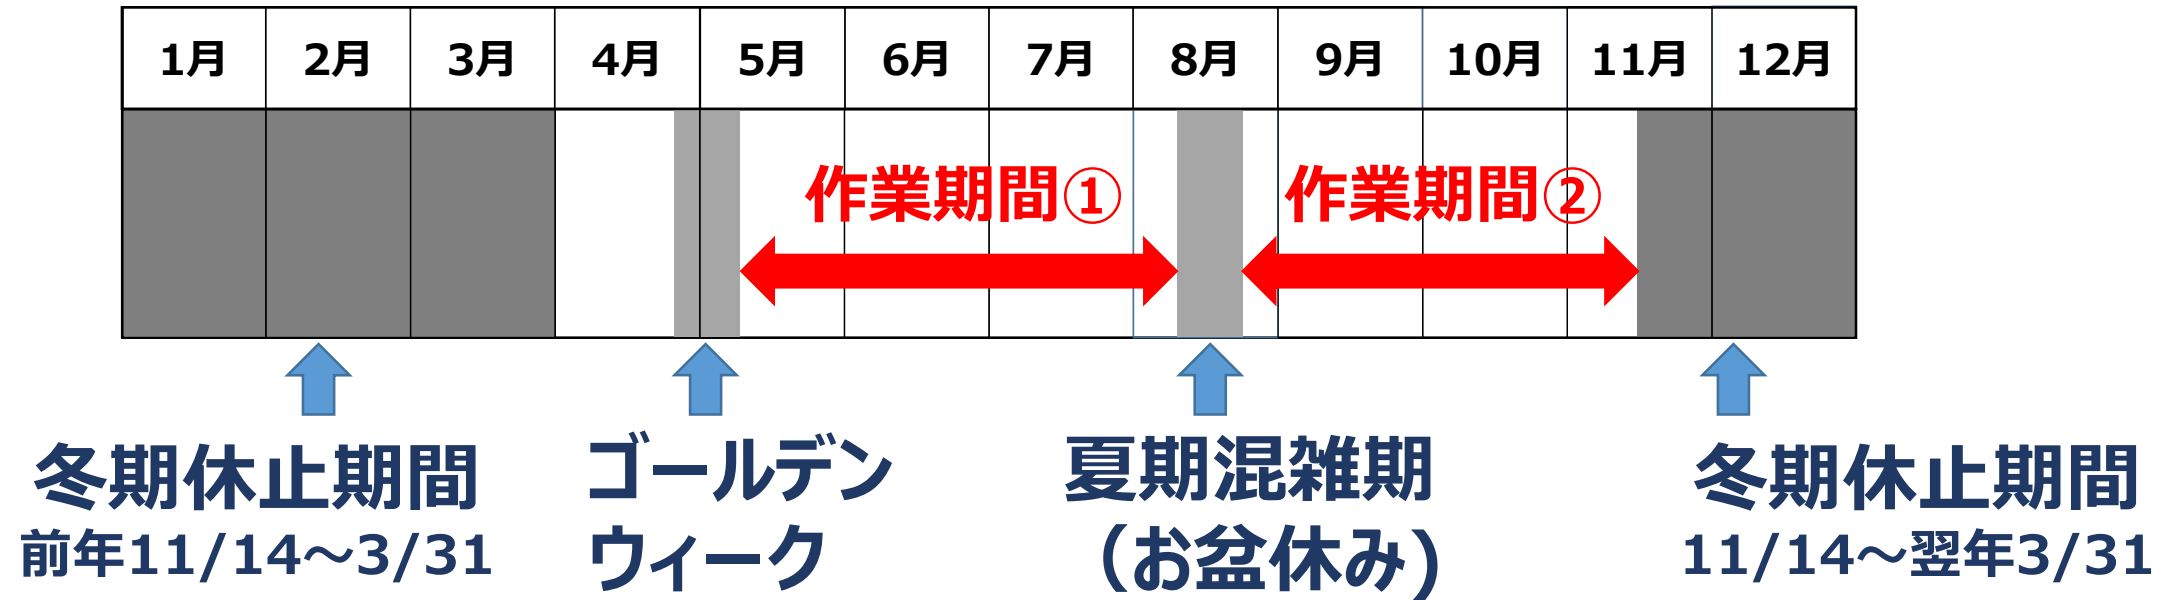 1月 2月 3月 4月 5月 6月 7月 8月 9月 10月 11月 12月
作業期間① 作業期間②
冬期休止期間
前年11/14～3/31
ゴールデン
ウィーク
夏期混雑期
(お盆休み)
冬期休止期間
11/14～翌年3/31